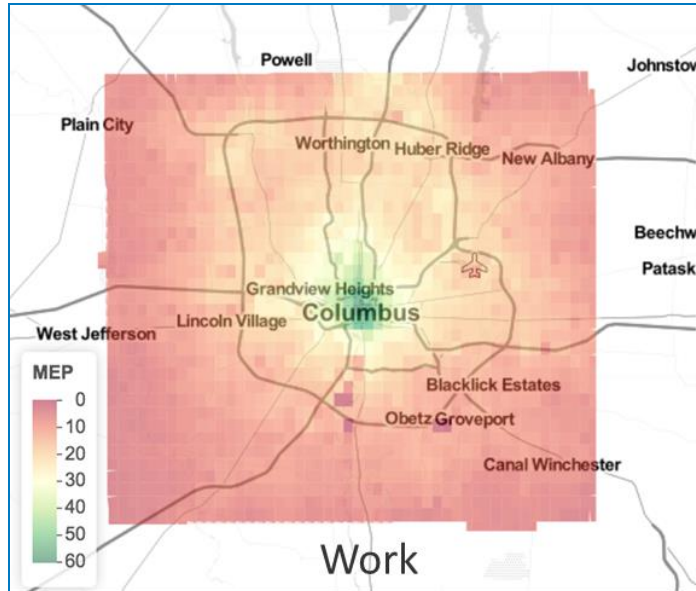 Powell
Johnstow
Plain City
Worthington
Huber Ridge
New Albany
Beechw
Patask
Grandview Heights
Columbus
Lincoln Village
West Jefferson
MEP
0
10
20
30
40
50
60
Blacklick Estates
Obetz Groveport
Canal Winchester
Work